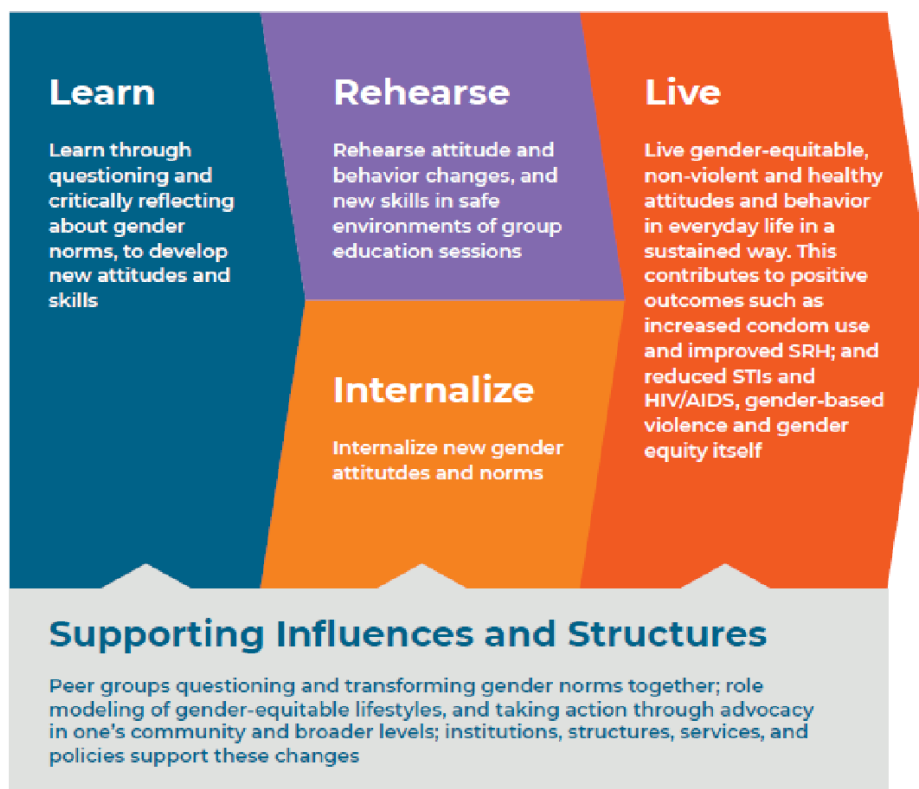 Learn
Learn through
questioning and
critically reflecting
about gender
norms, to develop
new attitudes and
skills
Rehearse
Rehearse attitude and
behavior changes, and
new skills in safe
environments of group
education sessions
Internalize
Internalize new gender
attitutdes and norms
Live
Live gender-equitable,
non-violent and healthy
attitudes and behavior
in everyday life in a
sustained way. This
contributes to positive
outcomes such as
increased condom use
and improved SRH; and
reduced STIs and
HIV/AIDS, gender-based
violence and gender
equity itself
Supporting Influences and Structures
Peer groups questioning and transforming gender norms together; role
modeling of gender-equitable lifestyles, and taking action through advocacy
in one's community and broader levels; institutions, structures, services, and
policies support these changes